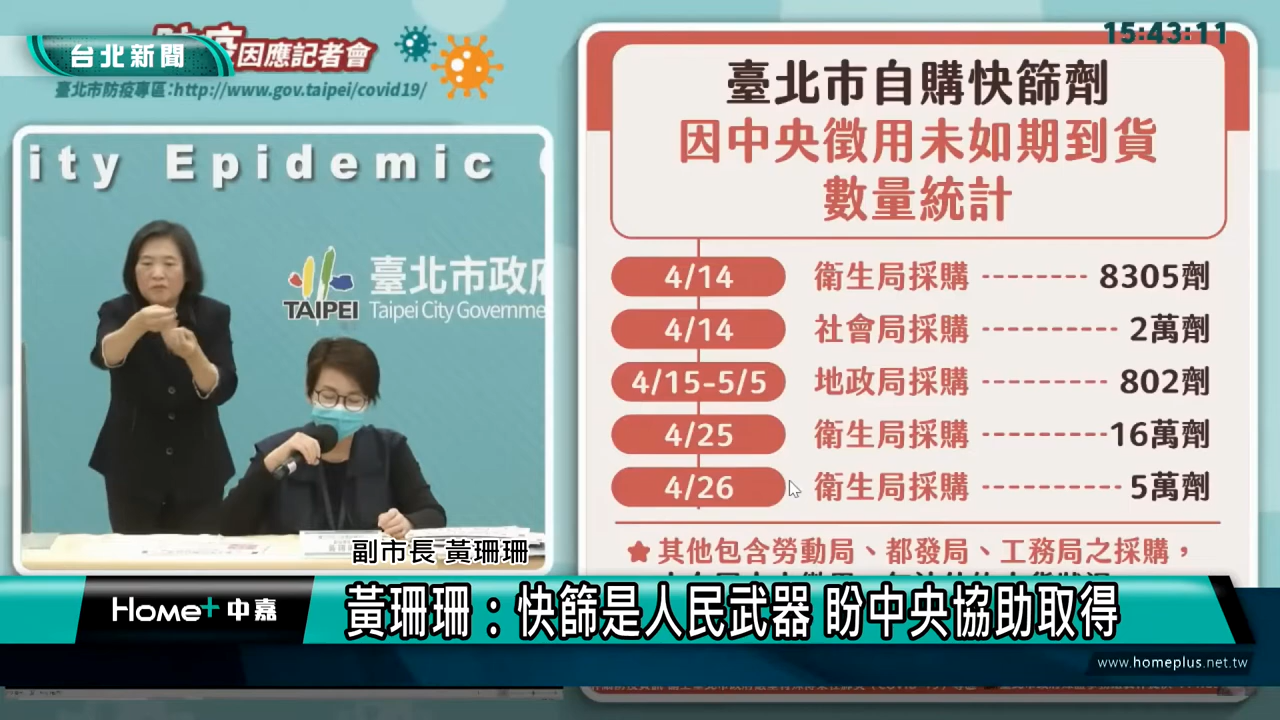 台北新聞
防疫因應記者會
臺北市防疫專區:http://www.gov.taipei/covid19/
15:43:11
ity Epidemic
臺北市政府
TAIPEI
Taipei City Governme
副市長 黃珊珊
臺北市自購快篩劑
因中央徵用未如期到貨
數量統計
4/14 衛生局採購 -------- 8305劑
4/14 社會局採購 ---------- 2萬劑
4/15-5/5 地政局採購 --------- 802劑
4/25 衛生局採購 --------- 16萬劑
4/26 衛生局採購 ---------- 5萬劑
★ 其他包含勞動局、都發局、工務局之採購，
Home+ 中嘉
黃珊珊：快篩是人民武器 盼中央協助取得
www.homeplus.net.tw